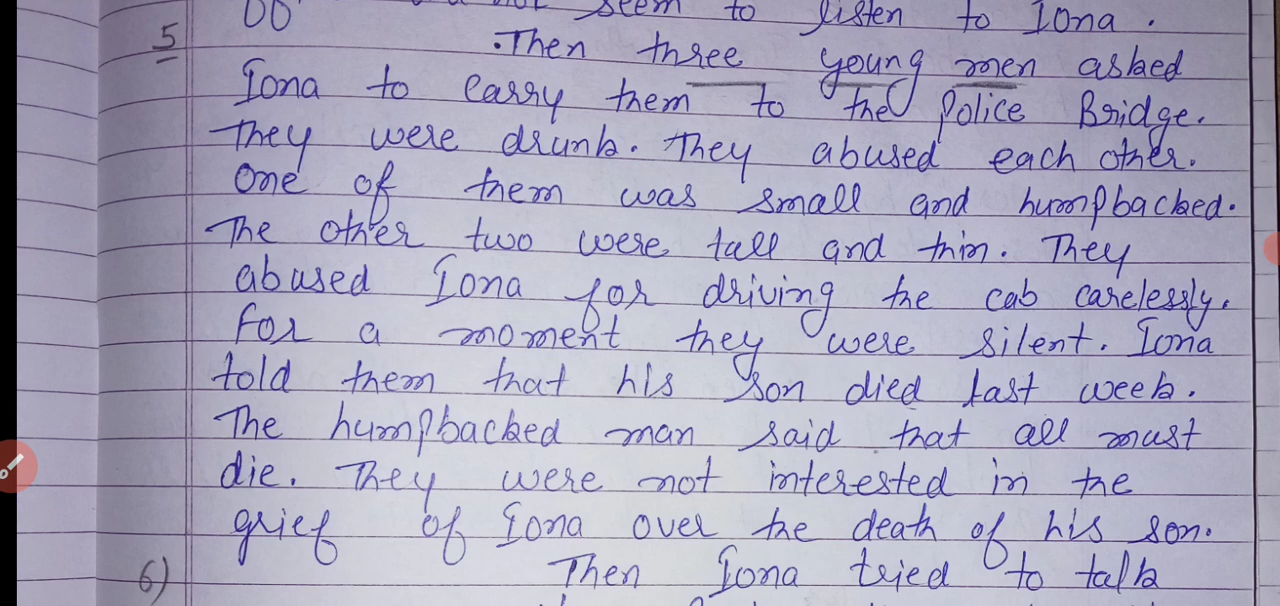 not seem to listen to Iona.
5 .Then three young men asked
Iona to carry them to the Police Bridge.
They were drunk. They abused each other.
One of them was small and humpbacked.
The other two were tall and thin. They
abused Iona for driving the cab carelessly.
For a moment they were silent. Iona
told them that his son died last week.
The humpbacked man said that all must
die. They were not interested in the
grief of Iona over the death of his son.
6) Then Iona tried to talk